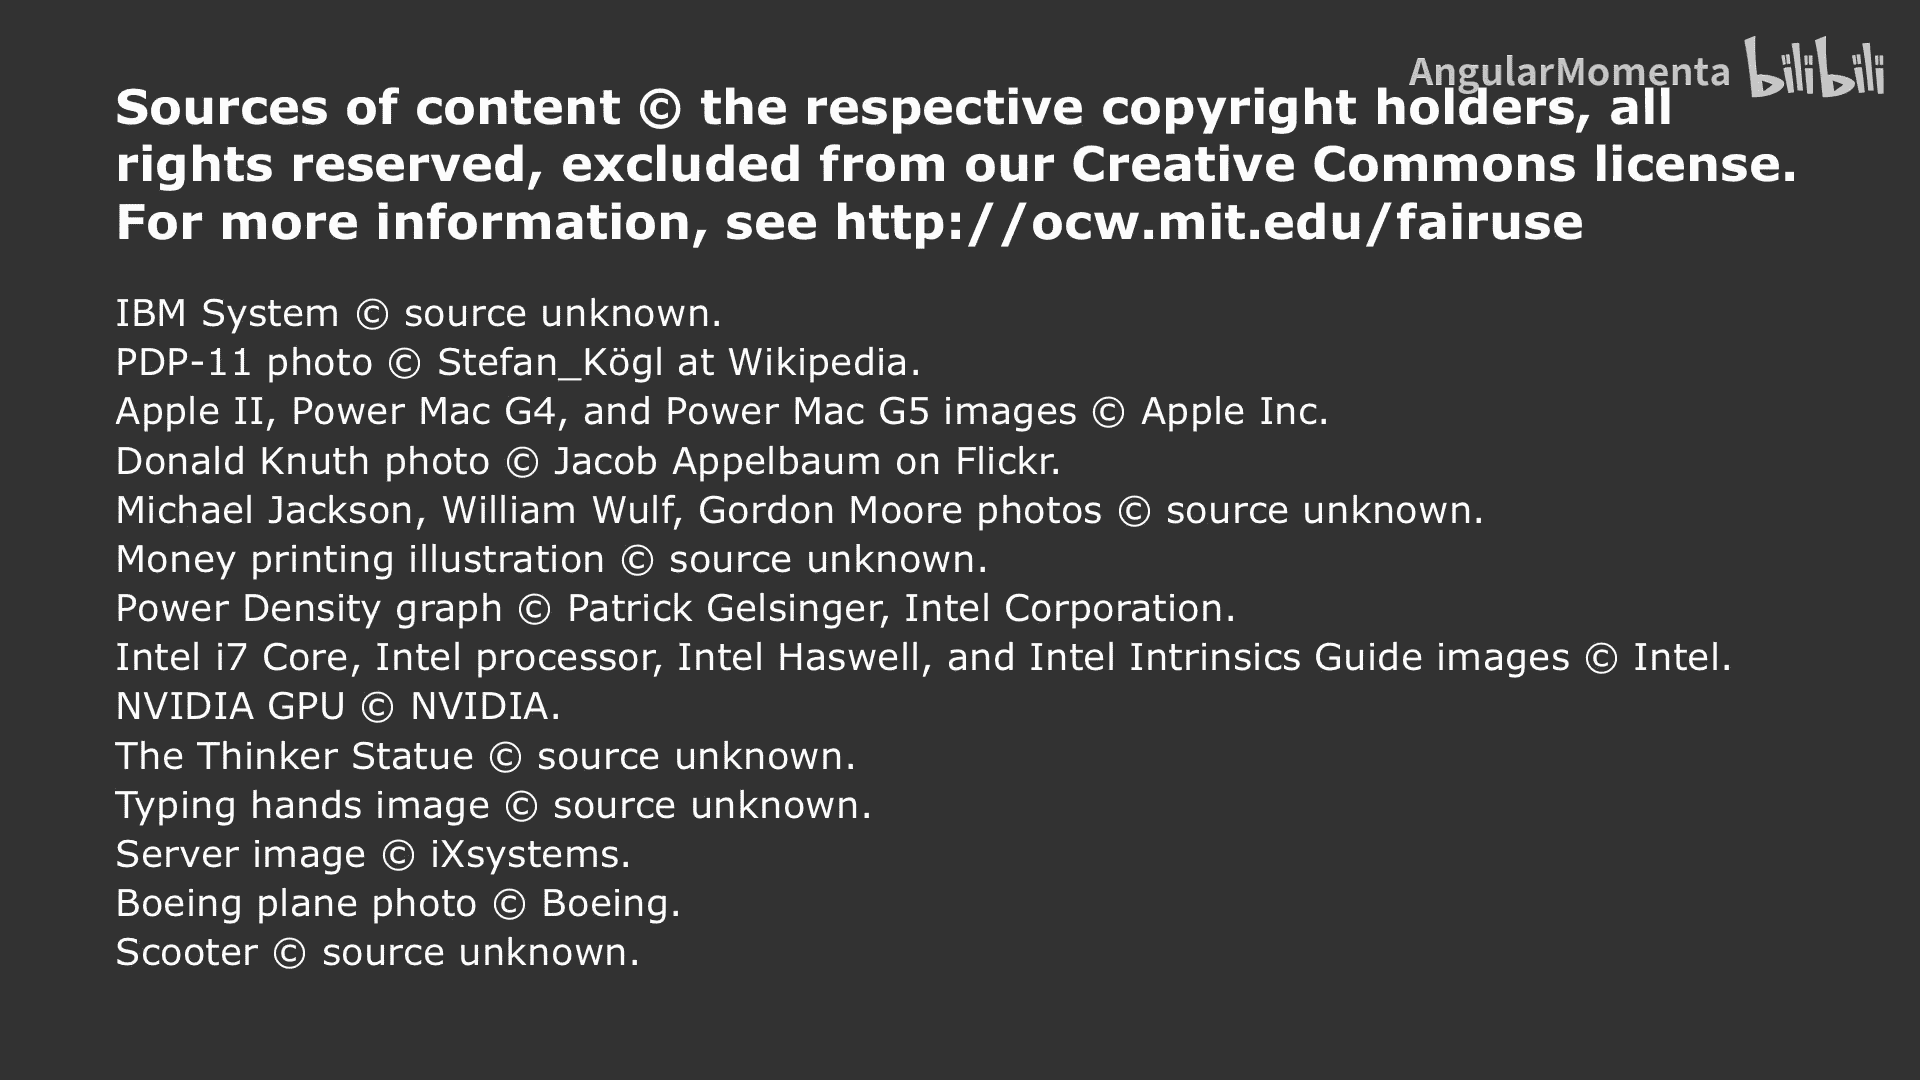 AngularMomenta bilibili
Sources of content © the respective copyright holders, all
rights reserved, excluded from our Creative Commons license.
For more information, see http://ocw.mit.edu/fairuse
IBM System © source unknown.
PDP-11 photo © Stefan_Kögl at Wikipedia.
Apple II, Power Mac G4, and Power Mac G5 images © Apple Inc.
Donald Knuth photo © Jacob Appelbaum on Flickr.
Michael Jackson, William Wulf, Gordon Moore photos © source unknown.
Money printing illustration © source unknown.
Power Density graph © Patrick Gelsinger, Intel Corporation.
Intel i7 Core, Intel processor, Intel Haswell, and Intel Intrinsics Guide images © Intel.
NVIDIA GPU © NVIDIA.
The Thinker Statue © source unknown.
Typing hands image © source unknown.
Server image © iXsystems.
Boeing plane photo © Boeing.
Scooter © source unknown.